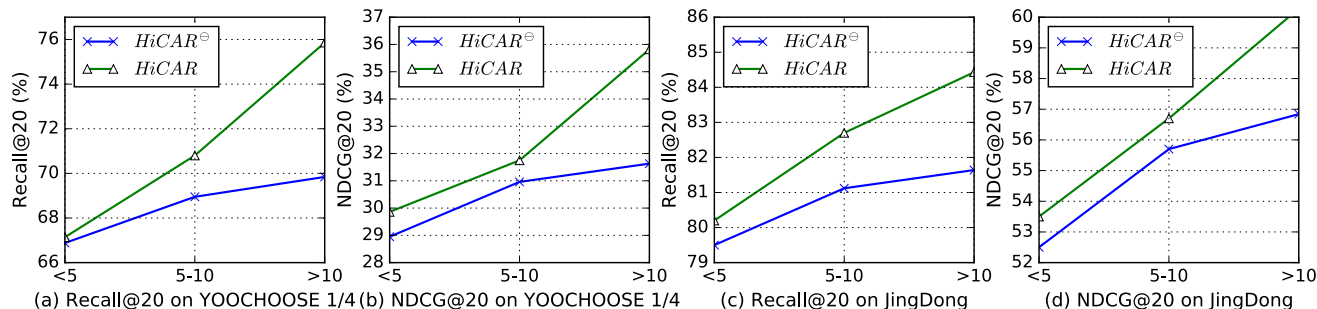 Recall@20 (%)
76
74
72
70
68
66
HiCAR⊖
HiCAR
<5
5-10
>10
(a) Recall@20 on YOOCHOOSE 1/4
NDCG@20 (%)
37
36
35
34
33
32
31
30
29
28
HiCAR⊖
HiCAR
<5
5-10
>10
(b) NDCG@20 on YOOCHOOSE 1/4
Recall@20 (%)
86
85
84
83
82
81
80
79
HiCAR⊖
HiCAR
<5
5-10
>10
(c) Recall@20 on JingDong
NDCG@20 (%)
60
59
58
57
56
55
54
53
52
HiCAR⊖
HiCAR
<5
5-10
>10
(d) NDCG@20 on JingDong